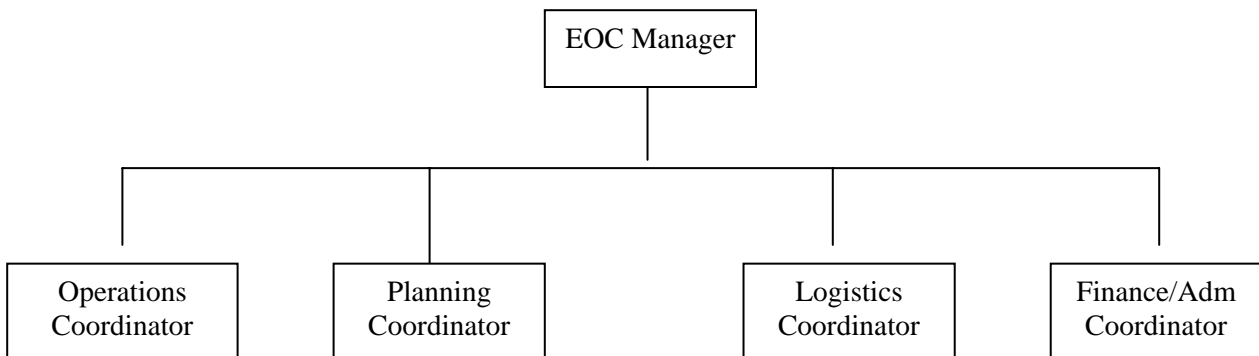 EOC Manager
Operations
Coordinator
Planning
Coordinator
Logistics
Coordinator
Finance/Adm
Coordinator